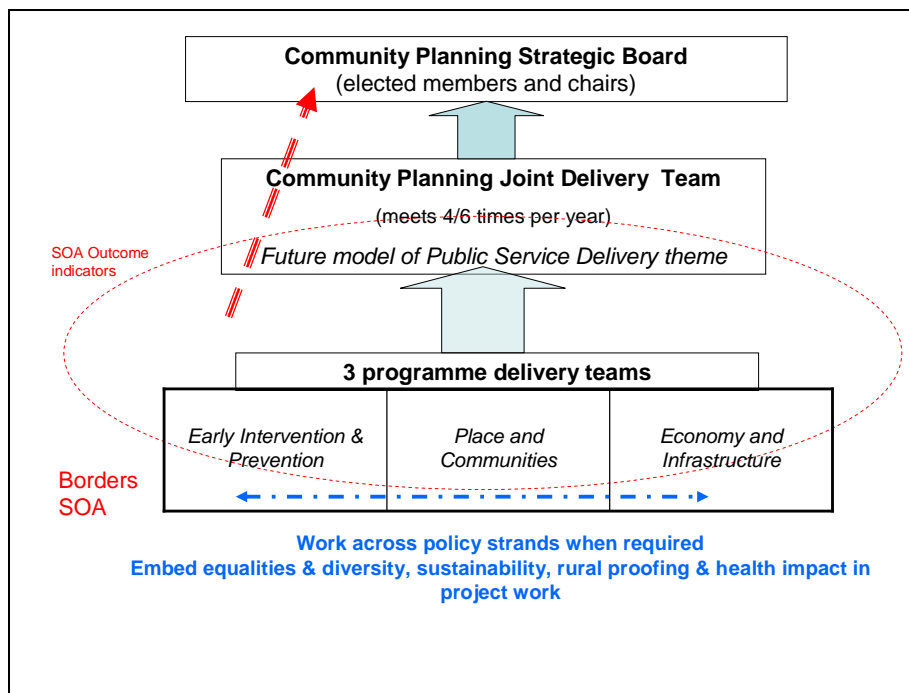 Community Planning Strategic Board
(elected members and chairs)
Community Planning Joint Delivery Team
(meets 4/6 times per year)
Future model of Public Service Delivery theme
SOA Outcome
indicators
3 programme delivery teams
Early Intervention &
Prevention
Place and
Communities
Economy and
Infrastructure
Borders
SOA
Work across policy strands when required
Embed equalities & diversity, sustainability, rural proofing & health impact in
project work